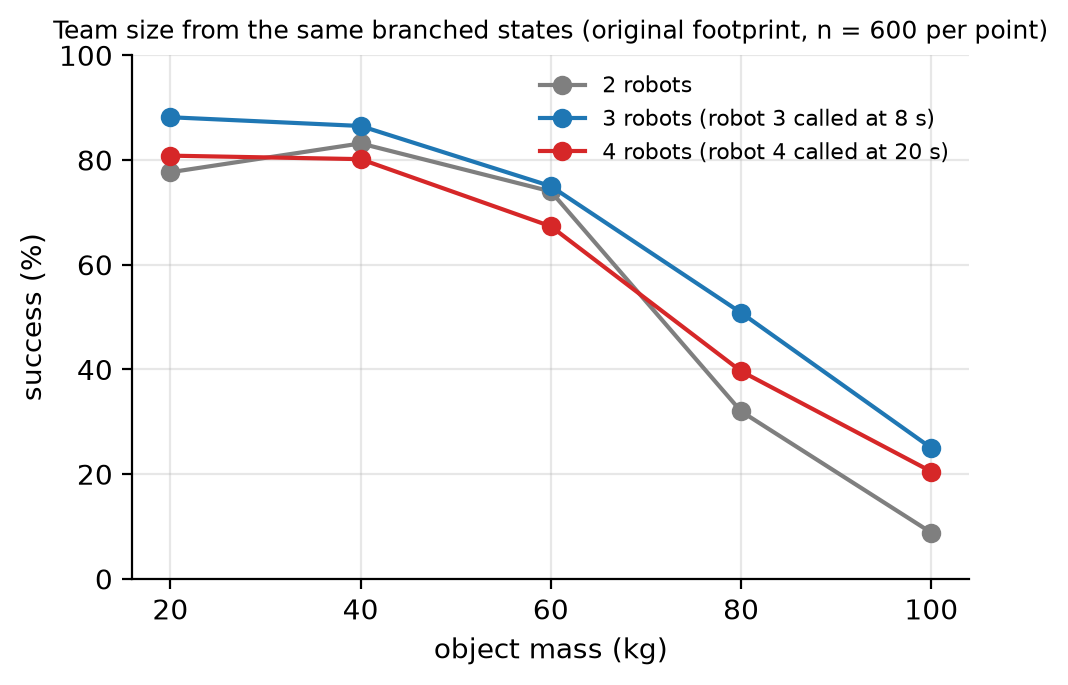 Team size from the same branched states (original footprint, n = 600 per point)
100
80
60
40
20
0
success (%)
2 robots
3 robots (robot 3 called at 8 s)
4 robots (robot 4 called at 20 s)
20 40 60 80 100
object mass (kg)